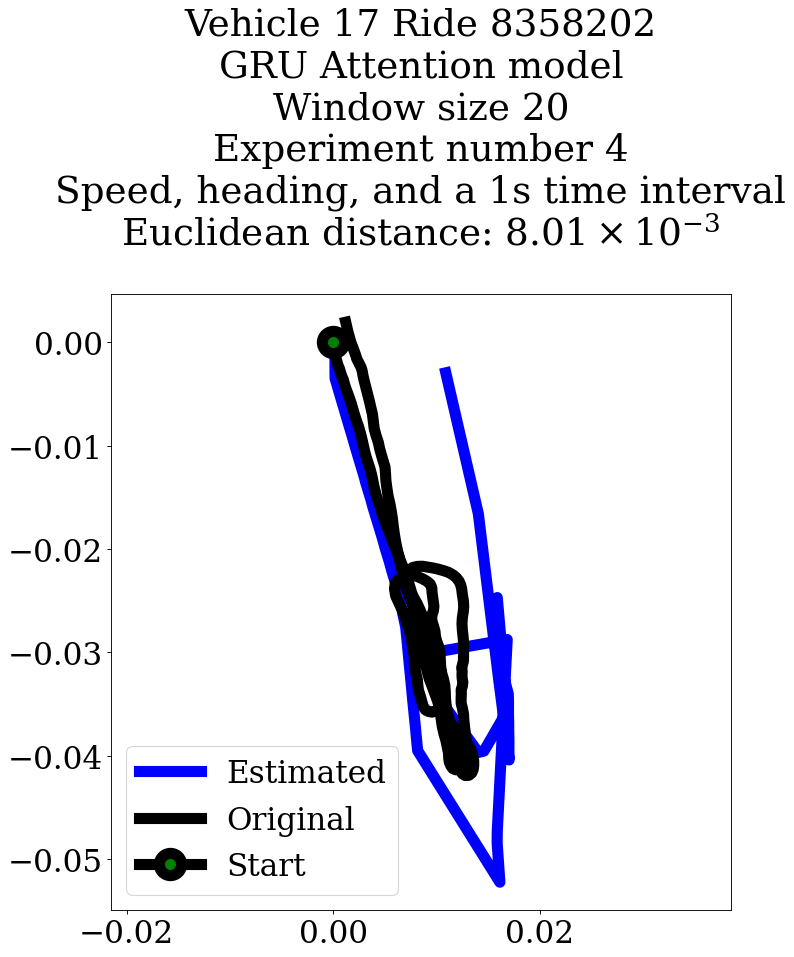 Vehicle 17 Ride 8358202
GRU Attention model
Window size 20
Experiment number 4
Speed, heading, and a 1s time interval
Euclidean distance: 8.01 × 10⁻³
0.00
−0.01
−0.02
−0.03
−0.04
−0.05
Estimated
Original
Start
−0.02 0.00 0.02